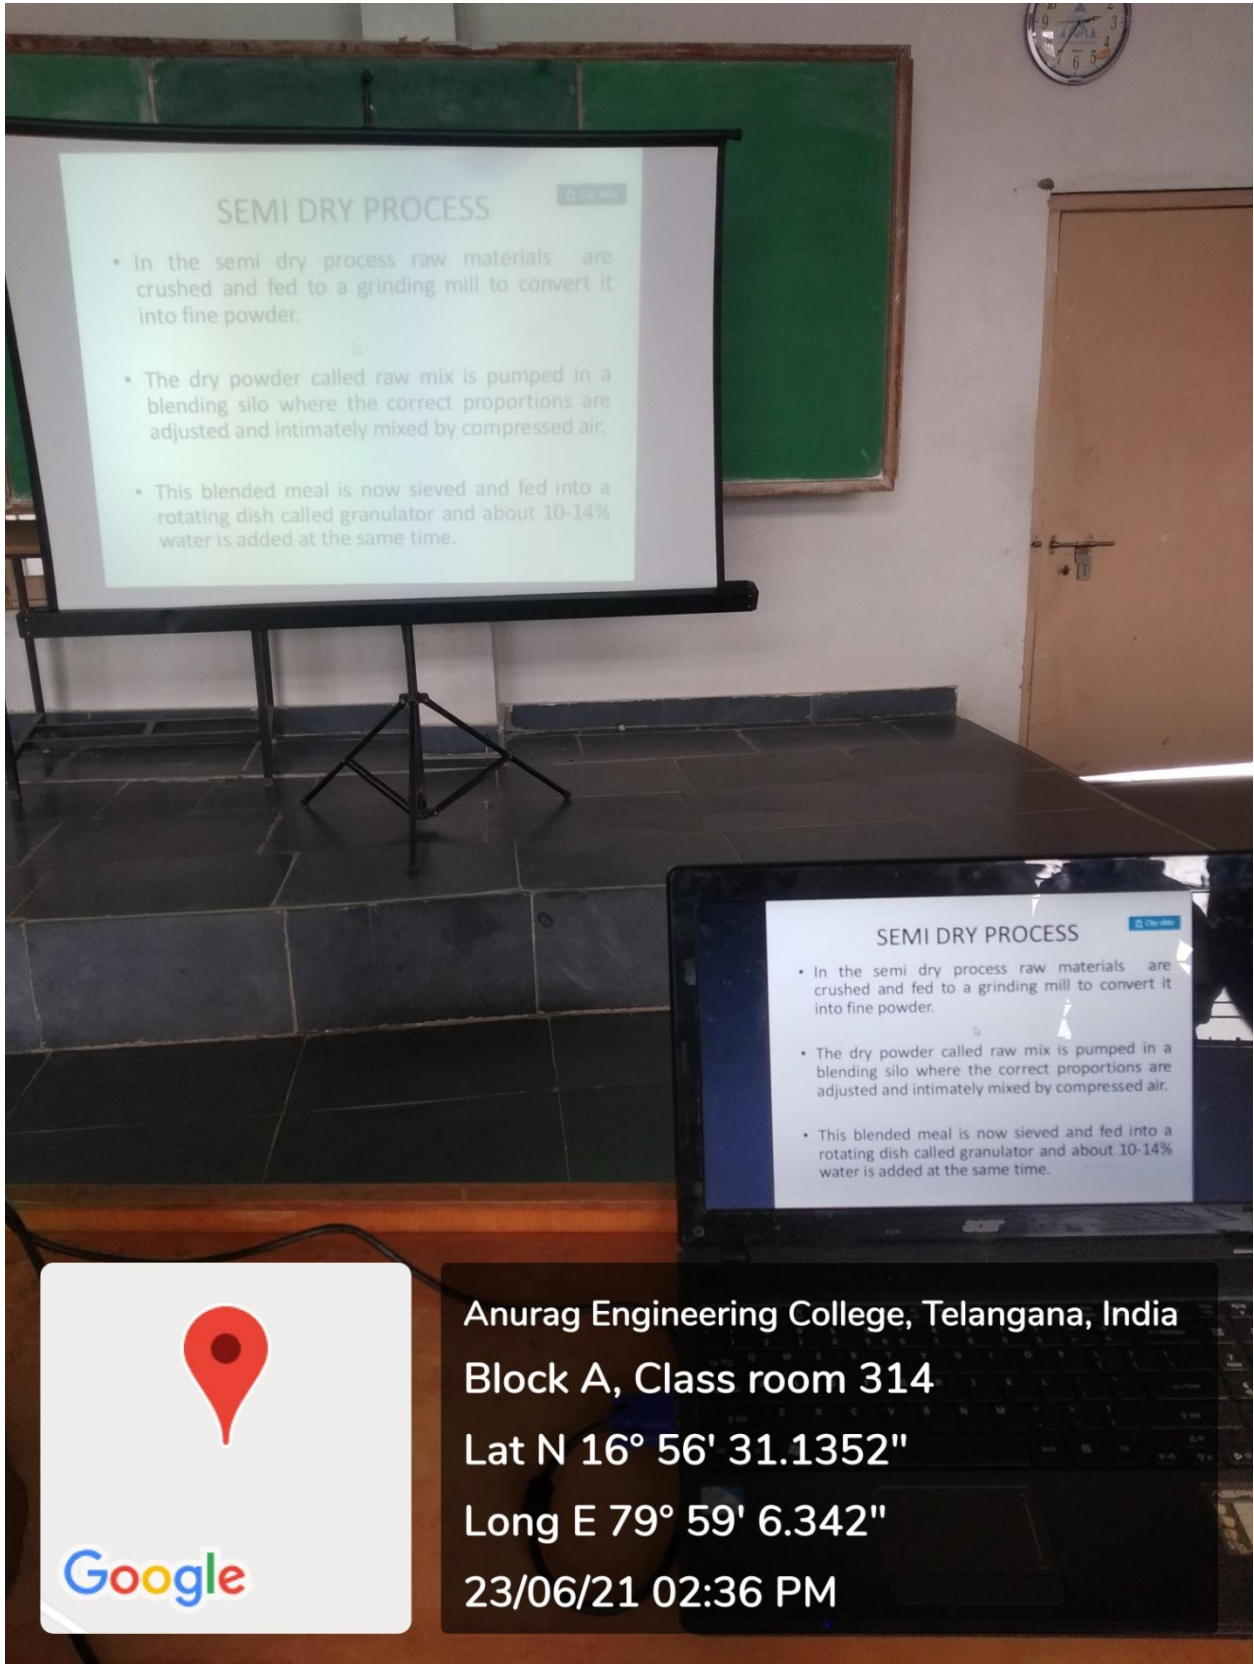 SEMI DRY PROCESS
• In the semi dry process raw materials are
crushed and fed to a grinding mill to convert it
into fine powder.
• The dry powder called raw mix is pumped in a
blending silo where the correct proportions are
adjusted and intimately mixed by compressed air.
• This blended meal is now sieved and fed into a
rotating dish called granulator and about 10-14%
water is added at the same time.
SEMI DRY PROCESS
• In the semi dry process raw materials are
crushed and fed to a grinding mill to convert it
into fine powder.
• The dry powder called raw mix is pumped in a
blending silo where the correct proportions are
adjusted and intimately mixed by compressed air.
• This blended meal is now sieved and fed into a
rotating dish called granulator and about 10-14%
water is added at the same time.
acer
Google
Anurag Engineering College, Telangana, India
Block A, Class room 314
Lat N 16° 56' 31.1352"
Long E 79° 59' 6.342"
23/06/21 02:36 PM